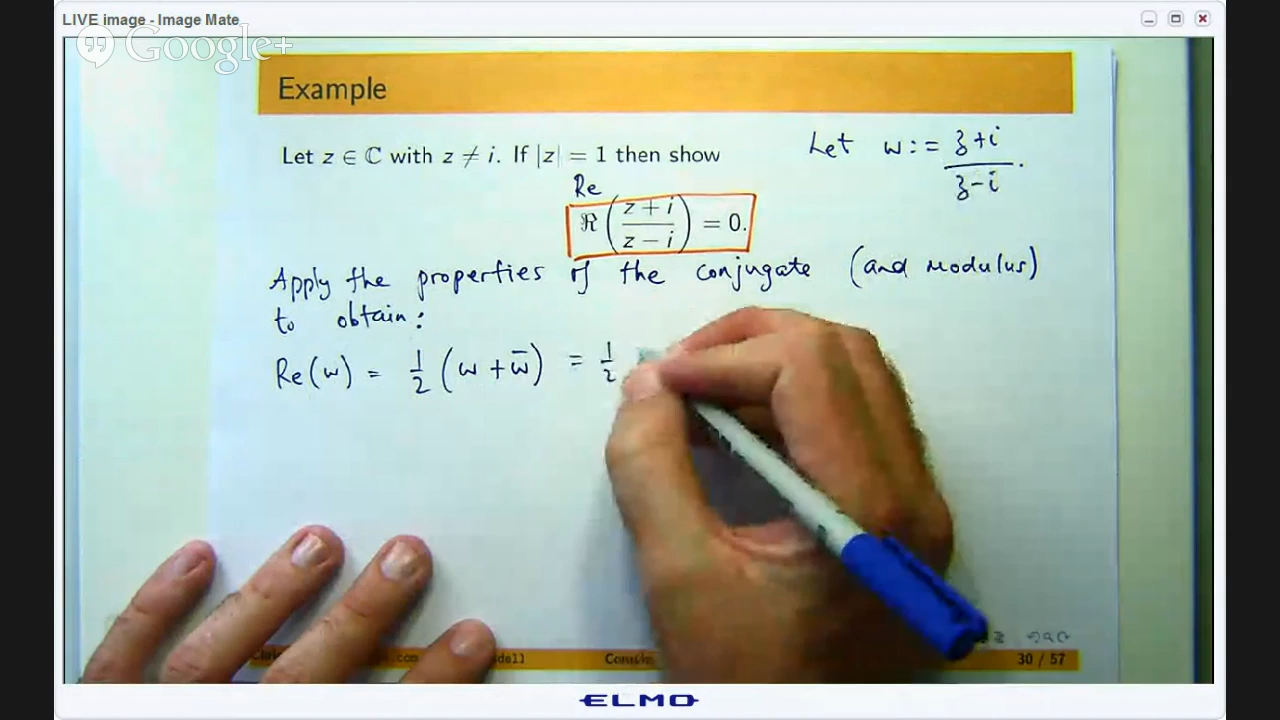 LIVE image - Image Mate
Google+
Example
Let z ∈ ℂ with z ≠ i. If |z| = 1 then show
Let w := z+i / z-i.
Re
ℜ ( z + i / z − i ) = 0.
Apply the properties of the conjugate (and modulus)
to obtain:
Re(w) = 1/2 (w + w̅) = 1/2
30 / 57
ELMO